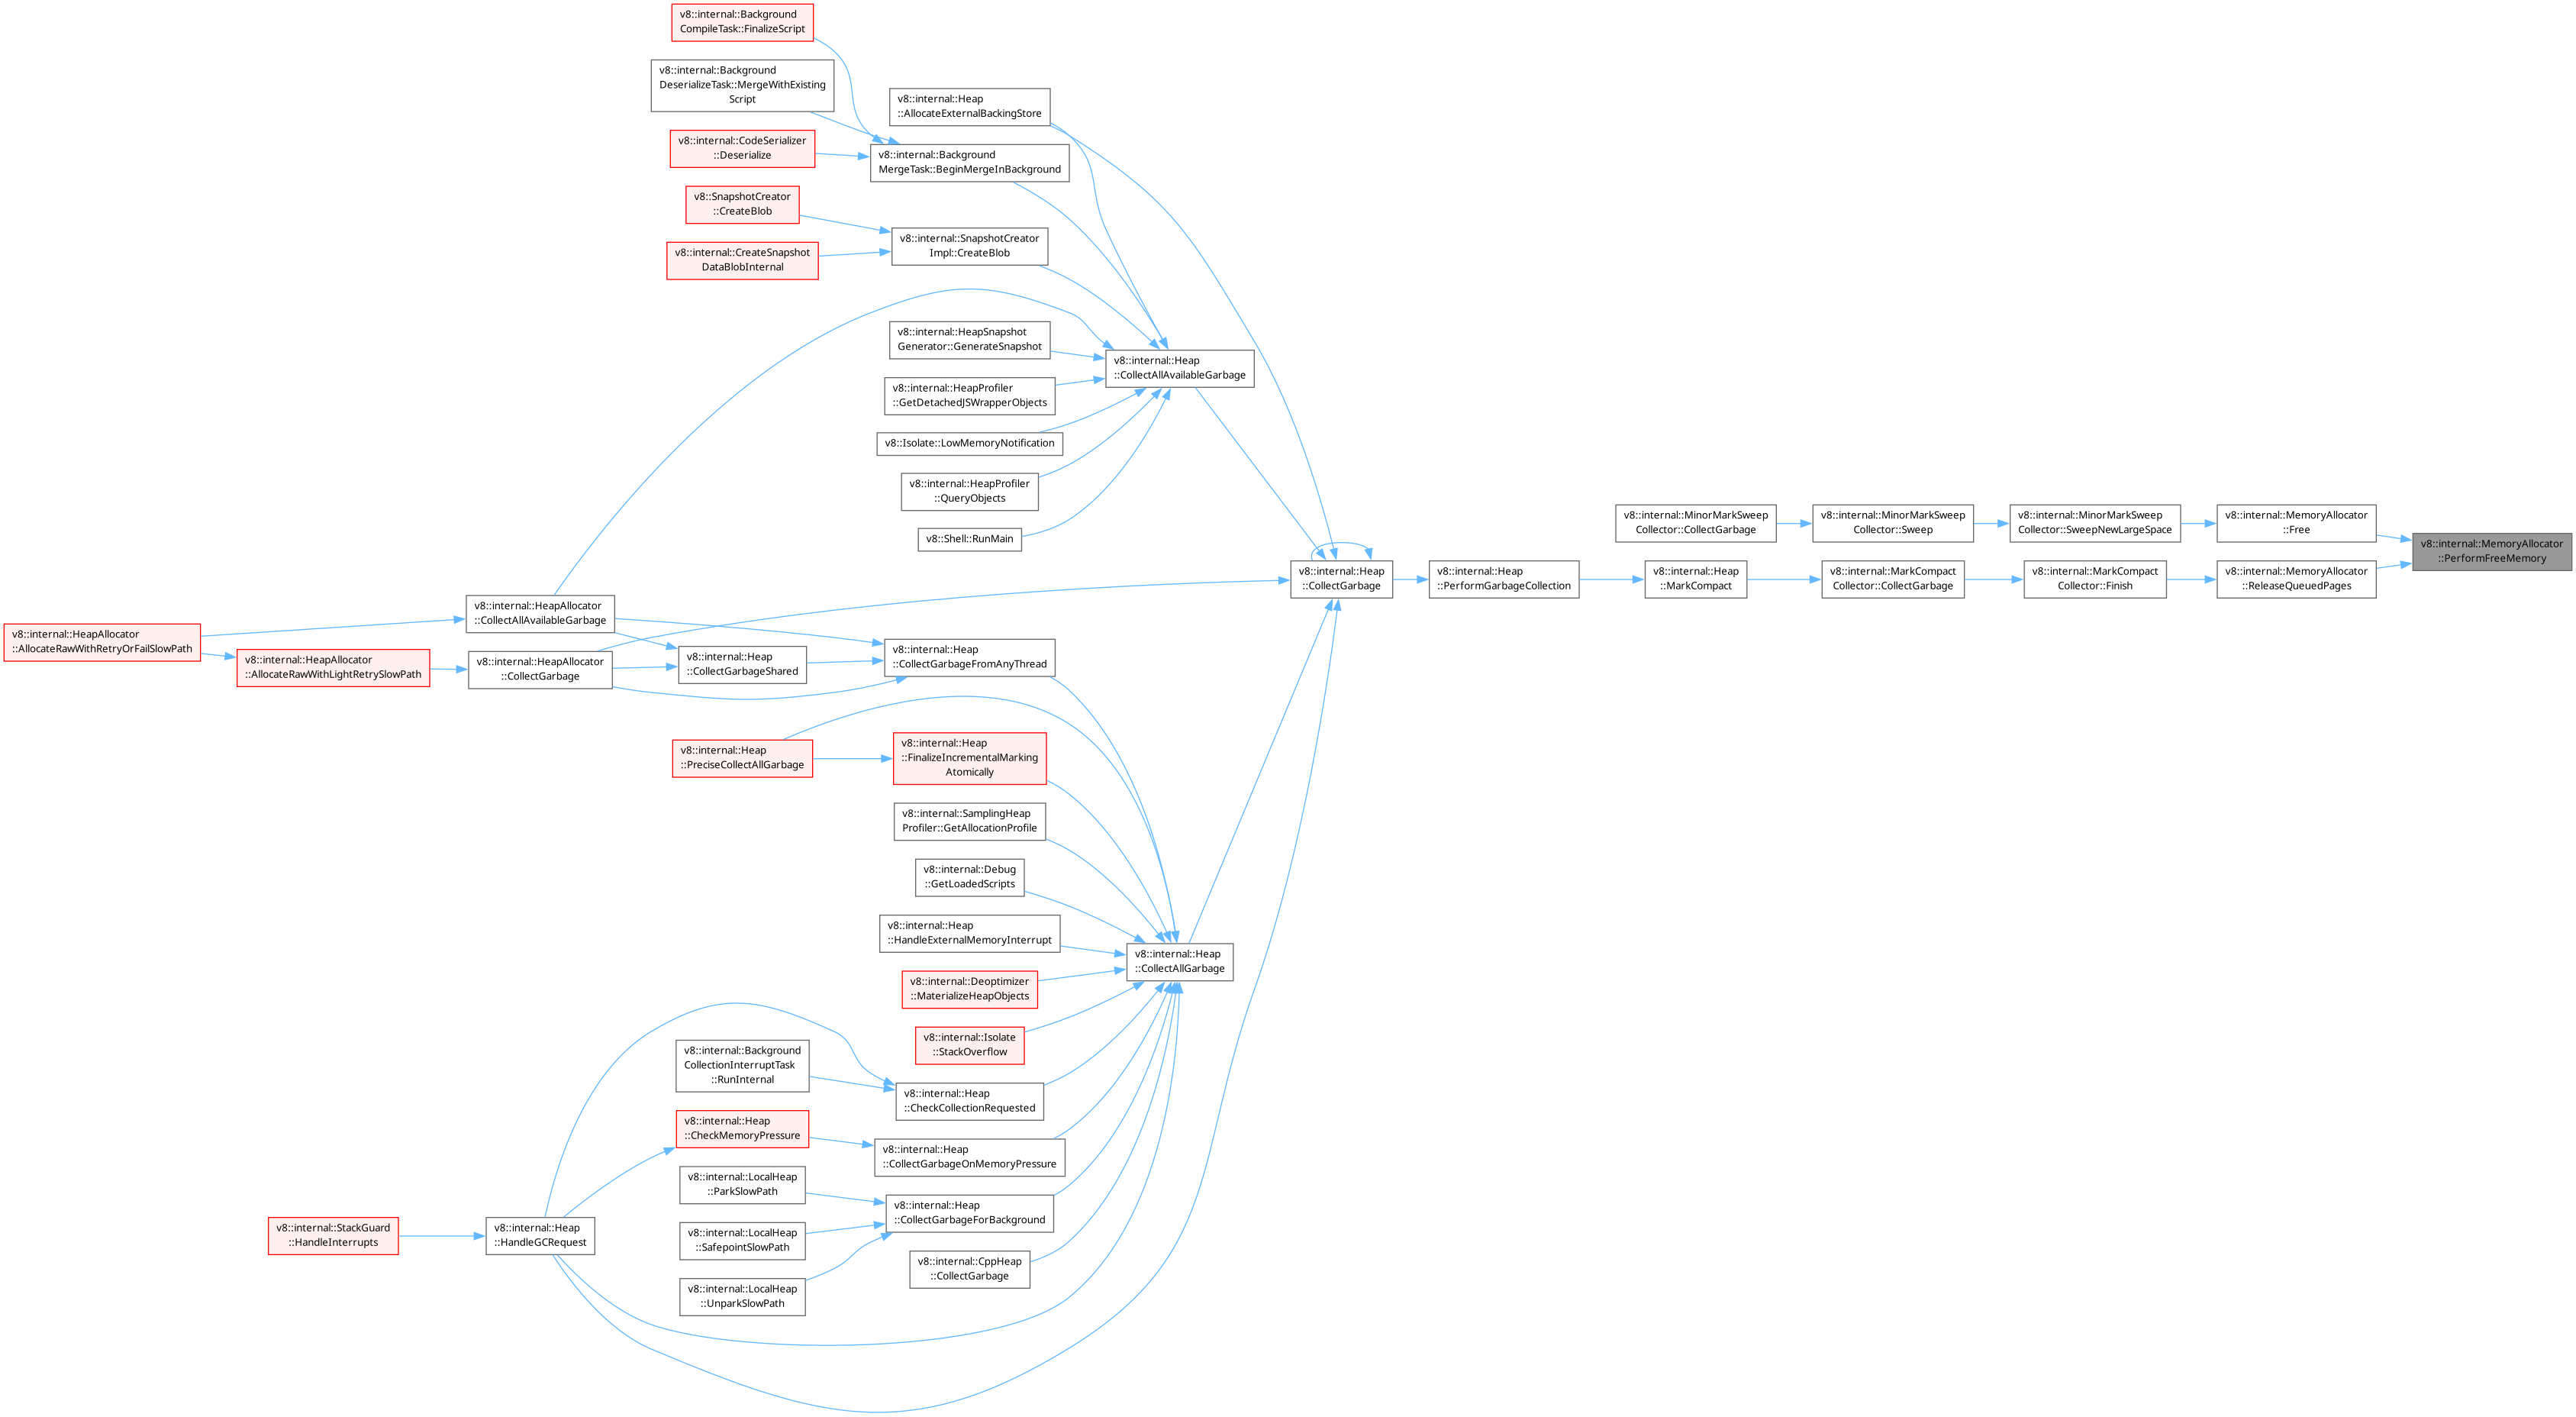 v8::internal::Background
CompileTask::FinalizeScript
v8::internal::Background
DeserializeTask::MergeWithExisting
Script
v8::internal::Heap
::AllocateExternalBackingStore
v8::internal::CodeSerializer
::Deserialize
v8::internal::Background
MergeTask::BeginMergeInBackground
v8::SnapshotCreator
::CreateBlob
v8::internal::SnapshotCreator
Impl::CreateBlob
v8::internal::CreateSnapshot
DataBlobInternal
v8::internal::HeapSnapshot
Generator::GenerateSnapshot
v8::internal::Heap
::CollectAllAvailableGarbage
v8::internal::HeapProfiler
::GetDetachedJSWrapperObjects
v8::Isolate::LowMemoryNotification
v8::internal::HeapProfiler
::QueryObjects
v8::Shell::RunMain
v8::internal::MinorMarkSweep
Collector::CollectGarbage
v8::internal::MinorMarkSweep
Collector::Sweep
v8::internal::MinorMarkSweep
Collector::SweepNewLargeSpace
v8::internal::MemoryAllocator
::Free
v8::internal::MemoryAllocator
::PerformFreeMemory
v8::internal::Heap
::CollectGarbage
v8::internal::Heap
::PerformGarbageCollection
v8::internal::Heap
::MarkCompact
v8::internal::MarkCompact
Collector::CollectGarbage
v8::internal::MarkCompact
Collector::Finish
v8::internal::MemoryAllocator
::ReleaseQueuedPages
v8::internal::HeapAllocator
::CollectAllAvailableGarbage
v8::internal::HeapAllocator
::AllocateRawWithRetryOrFailSlowPath
v8::internal::HeapAllocator
::AllocateRawWithLightRetrySlowPath
v8::internal::HeapAllocator
::CollectGarbage
v8::internal::Heap
::CollectGarbageShared
v8::internal::Heap
::CollectGarbageFromAnyThread
v8::internal::Heap
::PreciseCollectAllGarbage
v8::internal::Heap
::FinalizeIncrementalMarking
Atomically
v8::internal::SamplingHeap
Profiler::GetAllocationProfile
v8::internal::Debug
::GetLoadedScripts
v8::internal::Heap
::HandleExternalMemoryInterrupt
v8::internal::Heap
::CollectAllGarbage
v8::internal::Deoptimizer
::MaterializeHeapObjects
v8::internal::Isolate
::StackOverflow
v8::internal::Background
CollectionInterruptTask
::RunInternal
v8::internal::Heap
::CheckCollectionRequested
v8::internal::Heap
::CheckMemoryPressure
v8::internal::Heap
::CollectGarbageOnMemoryPressure
v8::internal::LocalHeap
::ParkSlowPath
v8::internal::Heap
::CollectGarbageForBackground
v8::internal::StackGuard
::HandleInterrupts
v8::internal::Heap
::HandleGCRequest
v8::internal::LocalHeap
::SafepointSlowPath
v8::internal::CppHeap
::CollectGarbage
v8::internal::LocalHeap
::UnparkSlowPath